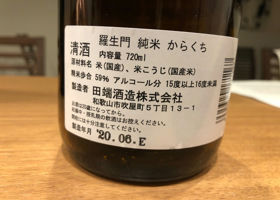 羅生門 純米 からくち
清酒 内容量 720ml
原材料名 米(国産)、米こうじ(国産米)
精米歩合 59% アルコール分 15度以上16度未満
製造者 田端酒造株式会社
和歌山市吹屋町5丁目13-1
製造年月 '20.06.E